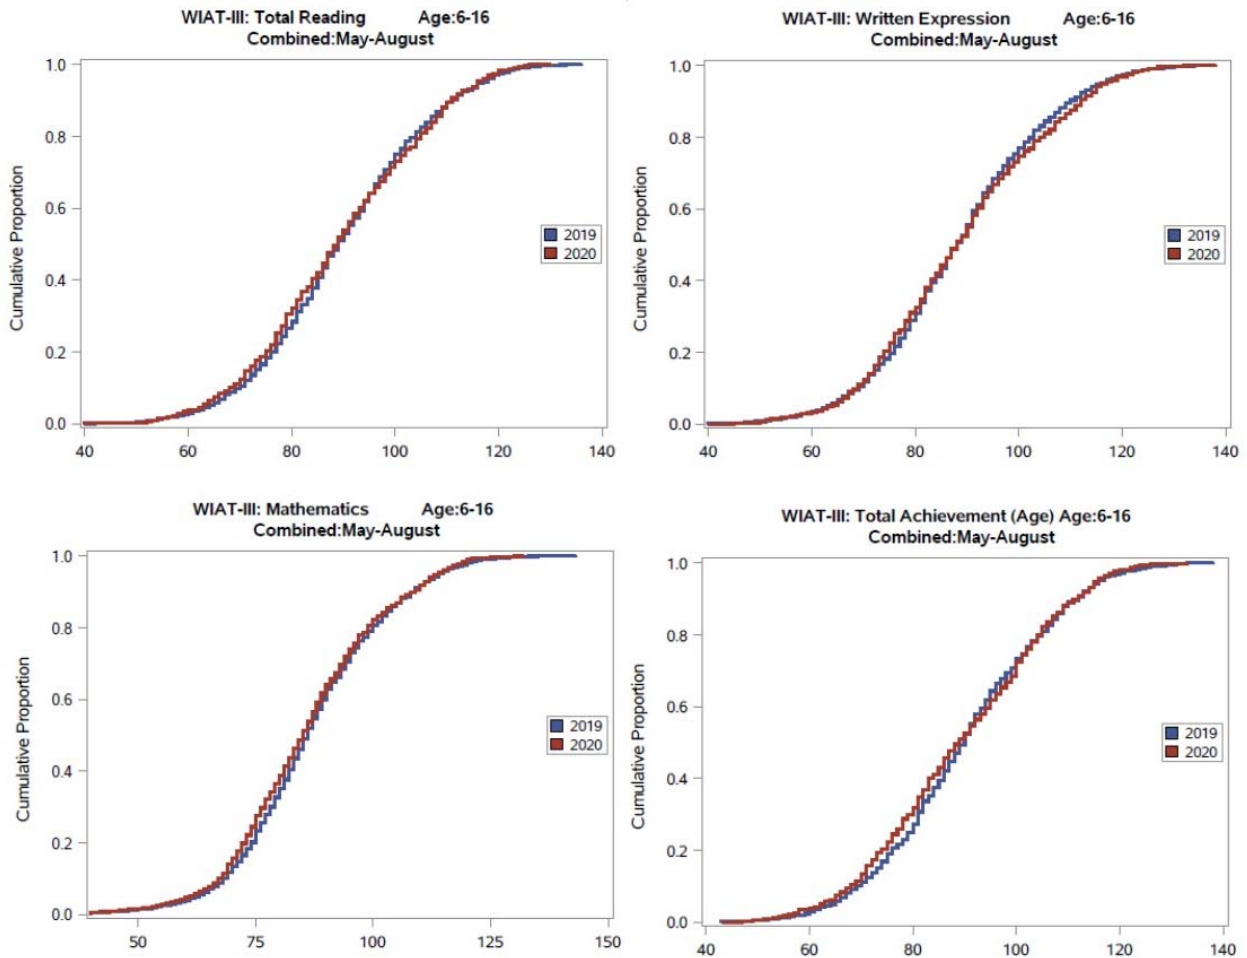 WIAT-III: Total Reading Age:6-16
Combined:May-August
1.0
0.8
0.6
0.4
0.2
0.0
Cumulative Proportion
2019
2020
40 60 80 100 120 140
WIAT-III: Written Expression Age:6-16
Combined:May-August
1.0
0.8
0.6
0.4
0.2
0.0
Cumulative Proportion
2019
2020
40 60 80 100 120 140
WIAT-III: Mathematics Age:6-16
Combined:May-August
1.0
0.8
0.6
0.4
0.2
0.0
Cumulative Proportion
2019
2020
50 75 100 125 150
WIAT-III: Total Achievement (Age) Age:6-16
Combined:May-August
1.0
0.8
0.6
0.4
0.2
0.0
Cumulative Proportion
2019
2020
40 60 80 100 120 140